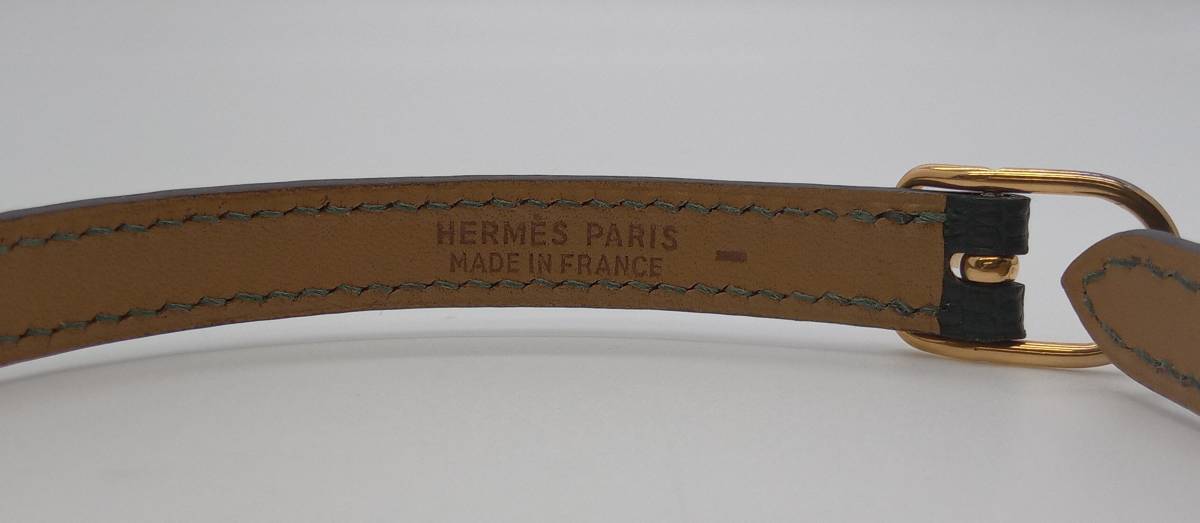 HERMÈS PARIS
MADE IN FRANCE
-